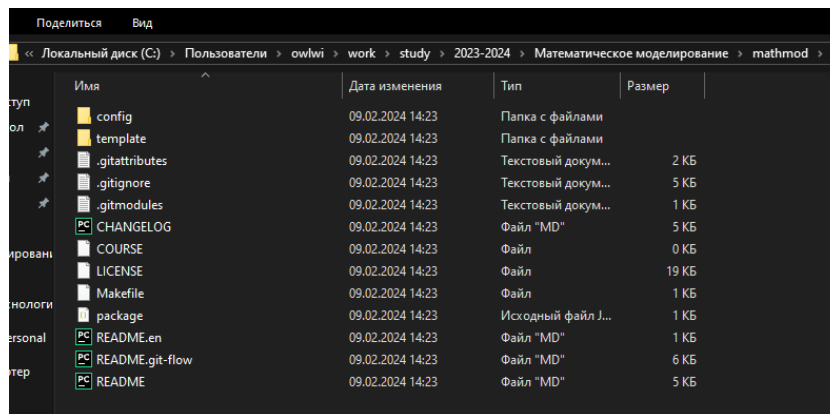 Поделиться Вид
« Локальный диск (C:) > Пользователи > owlwi > work > study > 2023-2024 > Математическое моделирование > mathmod >
Имя Дата изменения Тип Размер
ступ
config 09.02.2024 14:23 Папка с файлами
ол
template 09.02.2024 14:23 Папка с файлами
.gitattributes 09.02.2024 14:23 Текстовый докум... 2 КБ
.gitignore 09.02.2024 14:23 Текстовый докум... 5 КБ
.gitmodules 09.02.2024 14:23 Текстовый докум... 1 КБ
CHANGELOG 09.02.2024 14:23 Файл "MD" 5 КБ
COURSE 09.02.2024 14:23 Файл 0 КБ
ировани
LICENSE 09.02.2024 14:23 Файл 19 КБ
Makefile 09.02.2024 14:23 Файл 1 КБ
хнологи
package 09.02.2024 14:23 Исходный файл J... 1 КБ
ersonal
README.en 09.02.2024 14:23 Файл "MD" 1 КБ
README.git-flow 09.02.2024 14:23 Файл "MD" 6 КБ
ютер
README 09.02.2024 14:23 Файл "MD" 5 КБ